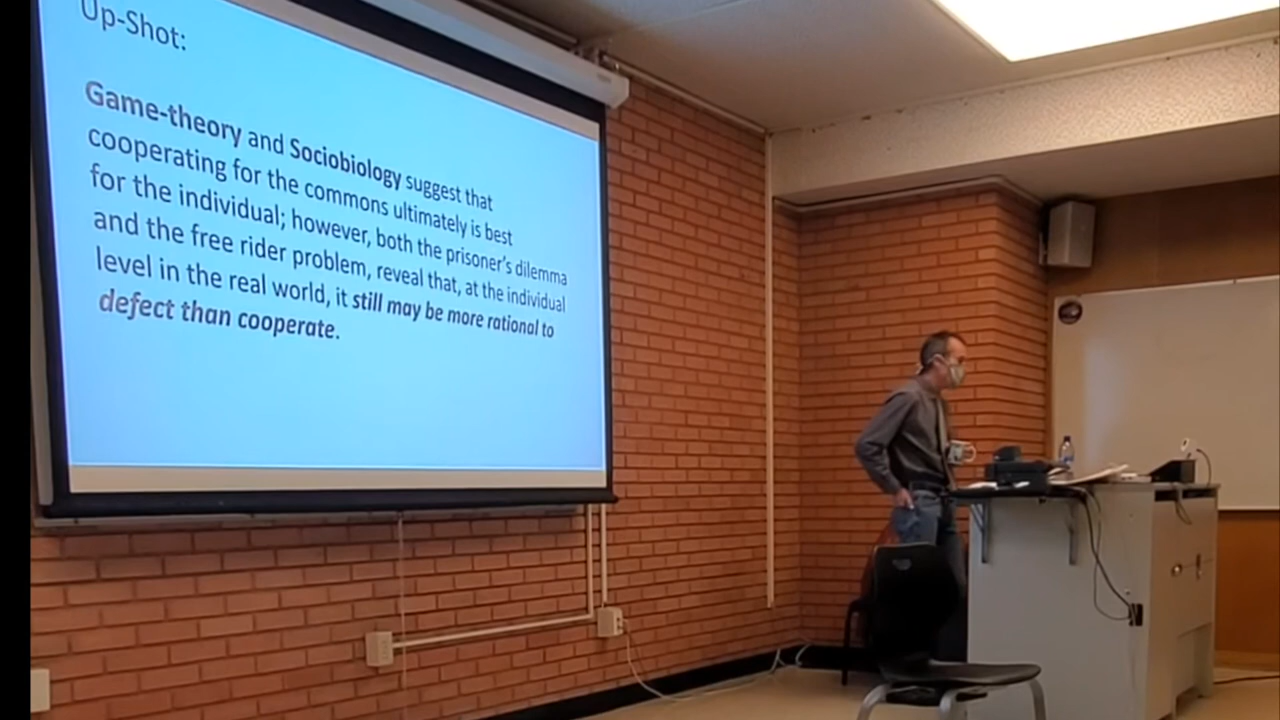 Up-Shot:
Game-theory and Sociobiology suggest that
cooperating for the commons ultimately is best
for the individual; however, both the prisoner's dilemma
and the free rider problem, reveal that, at the individual
level in the real world, it still may be more rational to
defect than cooperate.